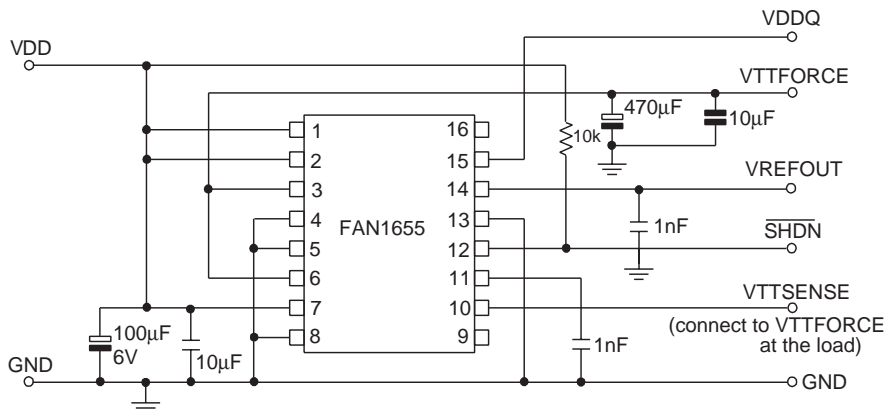 VDDQ
VDD
VTTFORCE
470μF
10μF
10k
1
16
2
15
3
14
VREFOUT
4
13
FAN1655
1nF
5
12
SHDN
6
11
VTTSENSE
7
10
(connect to VTTFORCE
at the load)
100μF
6V
10μF
8
9
1nF
GND
GND